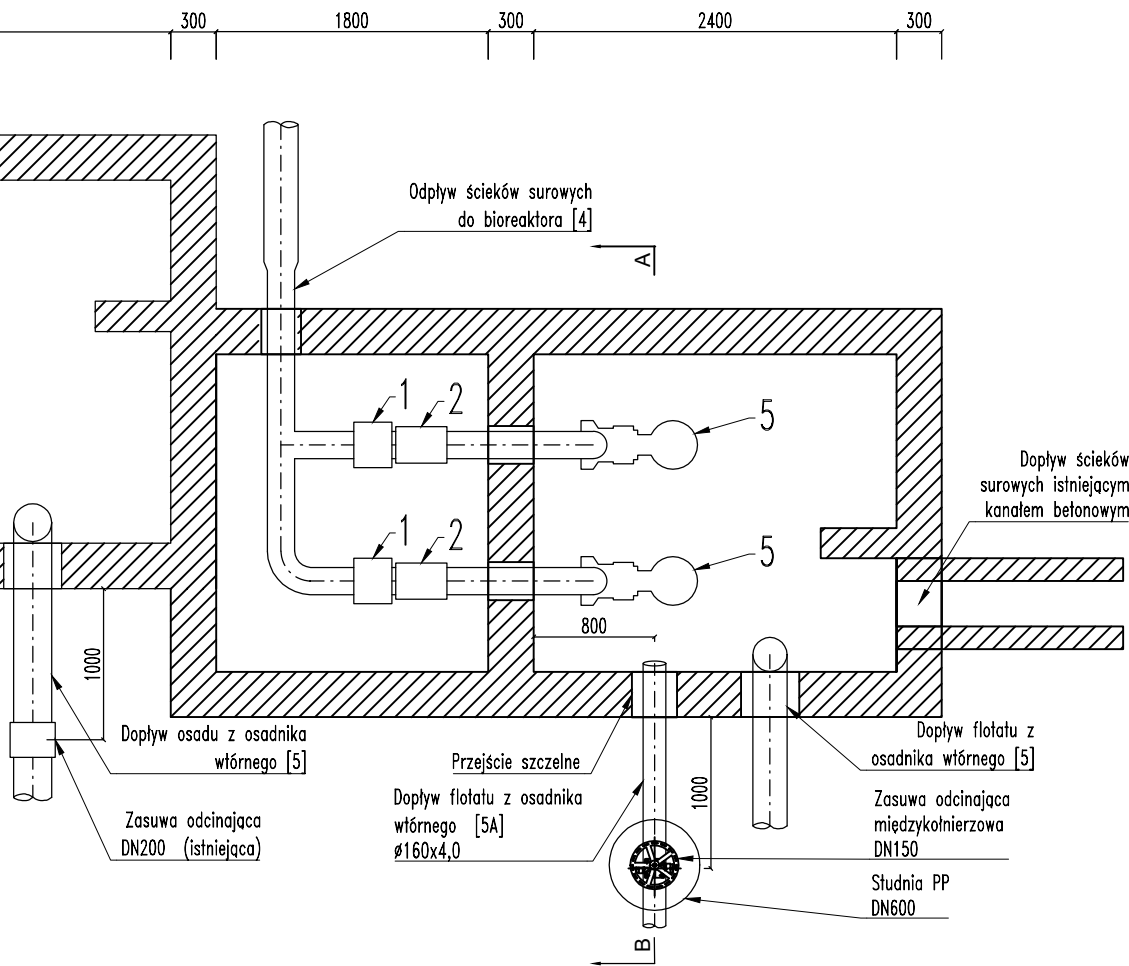 300
1800
300
2400
300
Odpływ ścieków surowych
do bioreaktora [4]
A
1
2
5
Dopływ ścieków
surowych istniejącym
kanałem betonowym
1
2
5
800
1000
Dopływ osadu z osadnika
wtórnego [5]
Przejście szczelne
Dopływ flotatu z
osadnika wtórnego [5]
Dopływ flotatu z osadnika
wtórnego [5A]
ø160x4,0
1000
Zasuwa odcinająca
międzykołnierzowa
DN150
Zasuwa odcinająca
DN200 (istniejąca)
Studnia PP
DN600
B